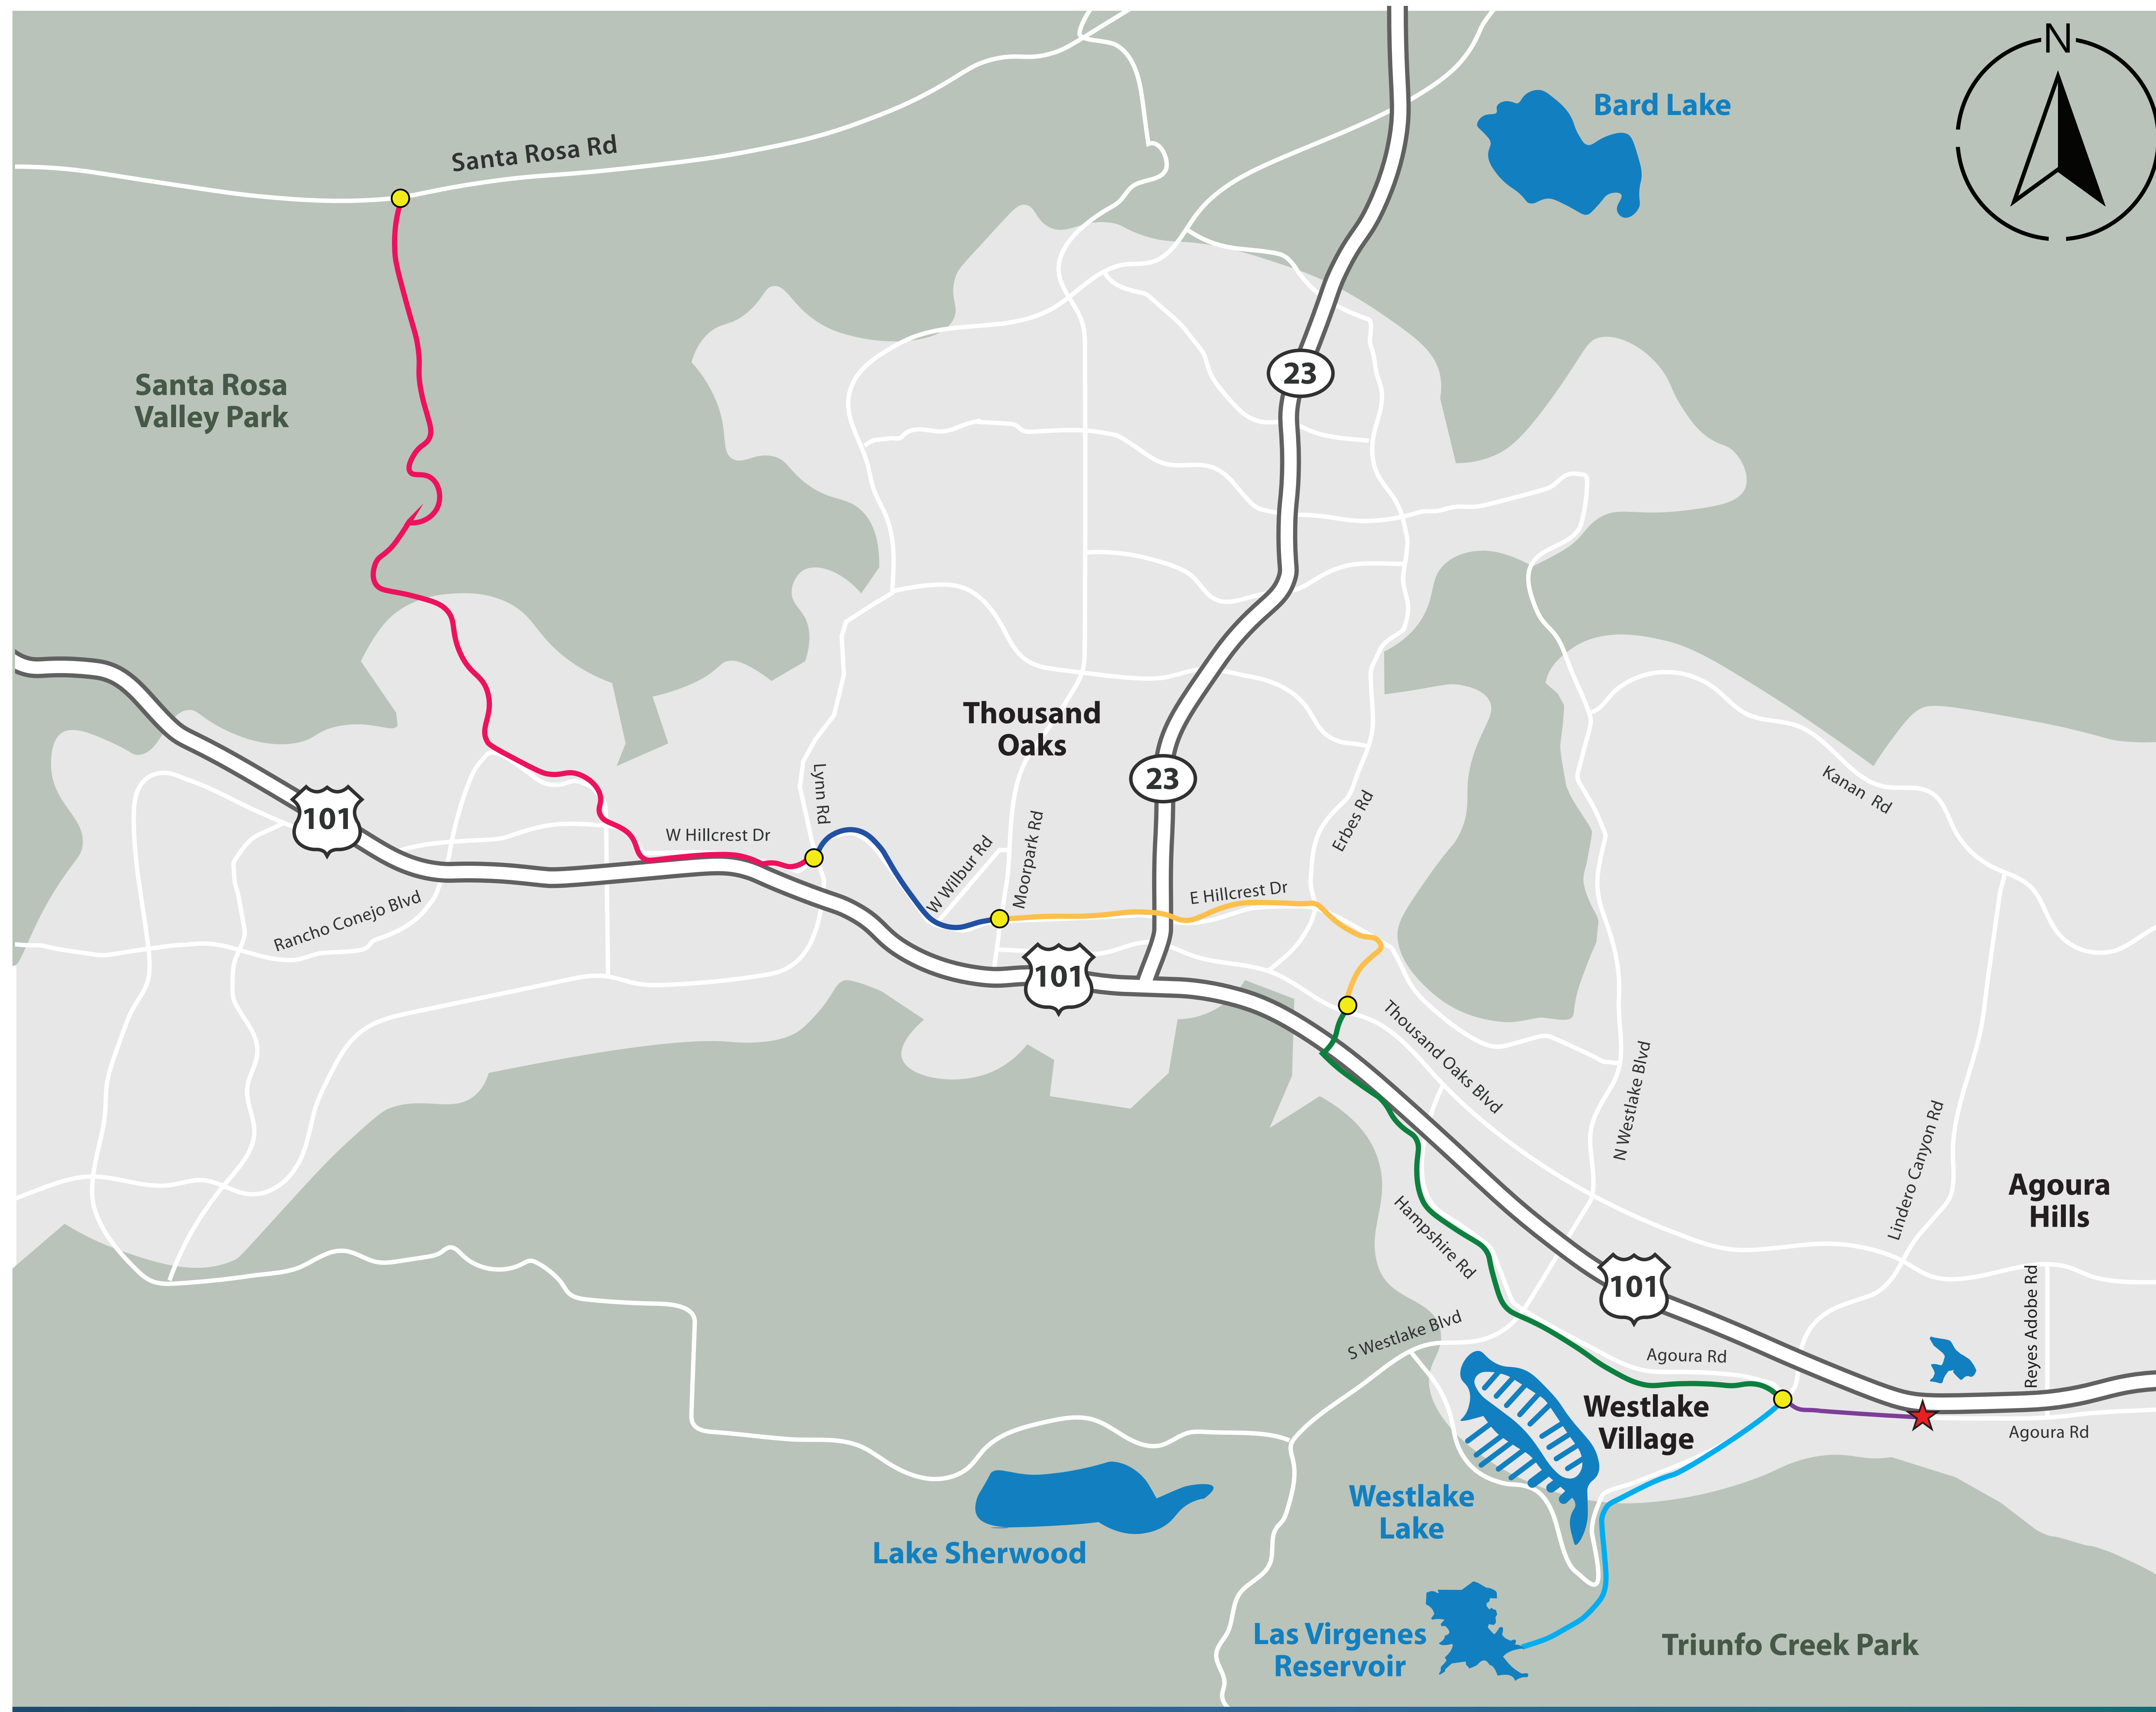 N
Bard Lake
Santa Rosa Rd
23
Santa Rosa
Valley Park
Thousand
Oaks
23
Lynn Rd
101
W Hillcrest Dr
W Wilbur Rd
Moorpark Rd
Erbes Rd
Kanan Rd
E Hillcrest Dr
Rancho Conejo Blvd
101
Thousand Oaks Blvd
N Westlake Blvd
Lindero Canyon Rd
Agoura
Hills
Hampshire Rd
101
Reyes Adobe Rd
S Westlake Blvd
Agoura Rd
Westlake
Village
Agoura Rd
Westlake
Lake
Lake Sherwood
Las Virgenes
Reservoir
Triunfo Creek Park